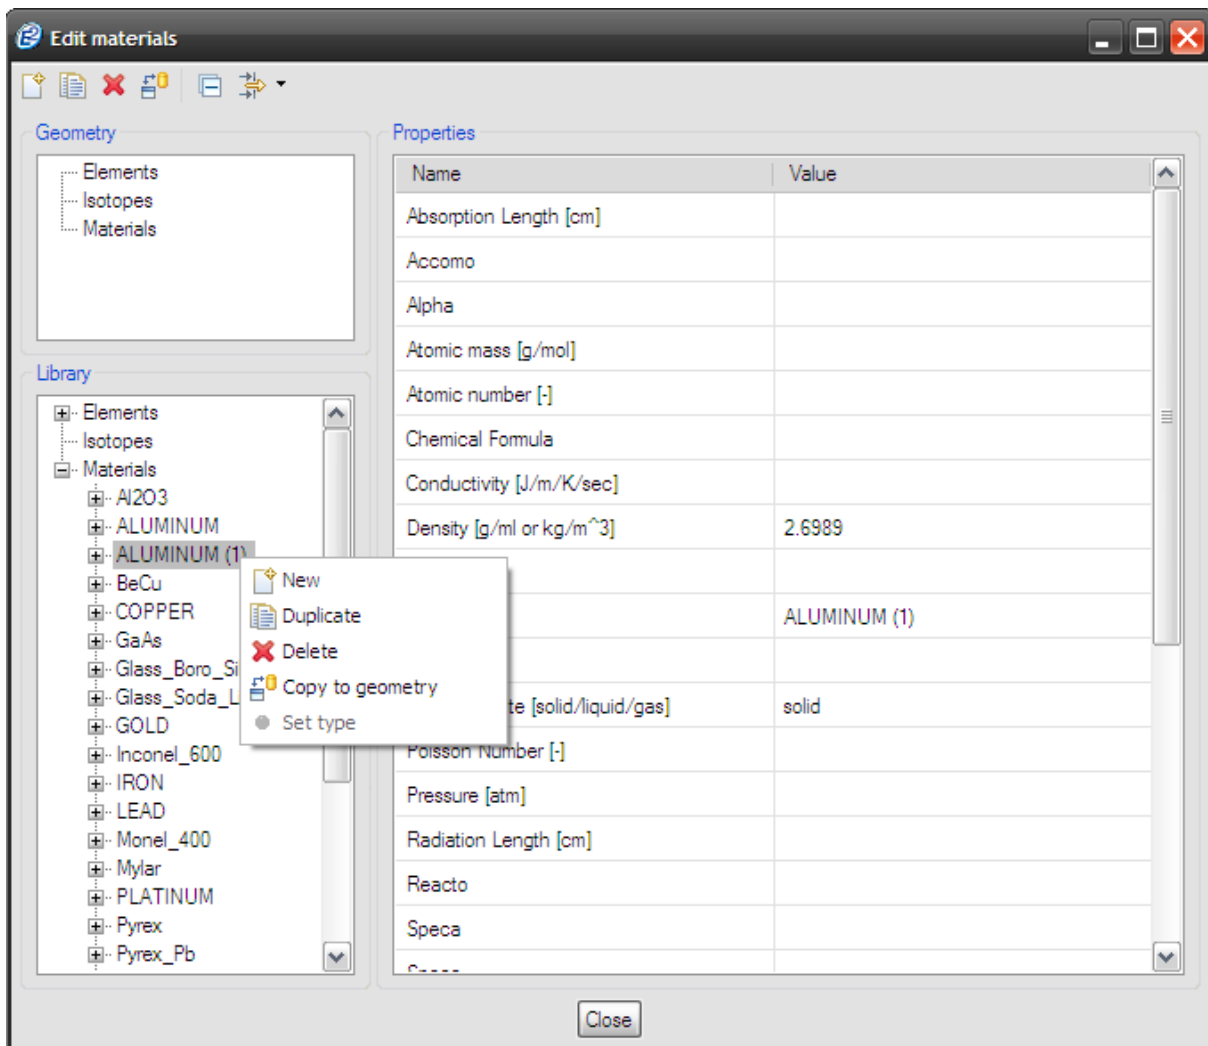 Edit materials
Geometry
Elements
Isotopes
Materials
Library
Elements
Isotopes
Materials
Al2O3
ALUMINUM
ALUMINUM (1)
BeCu
COPPER
GaAs
Glass_Boro_Si
Glass_Soda_L
GOLD
Inconel_600
IRON
LEAD
Monel_400
Mylar
PLATINUM
Pyrex
Pyrex_Pb
New
Duplicate
Delete
Copy to geometry
Set type
Properties
Name Value
Absorption Length [cm]
Accomo
Alpha
Atomic mass [g/mol]
Atomic number [-]
Chemical Formula
Conductivity [J/m/K/sec]
Density [g/ml or kg/m^3] 2.6989
ALUMINUM (1)
te [solid/liquid/gas] solid
Poisson Number [-]
Pressure [atm]
Radiation Length [cm]
Reacto
Speca
Close